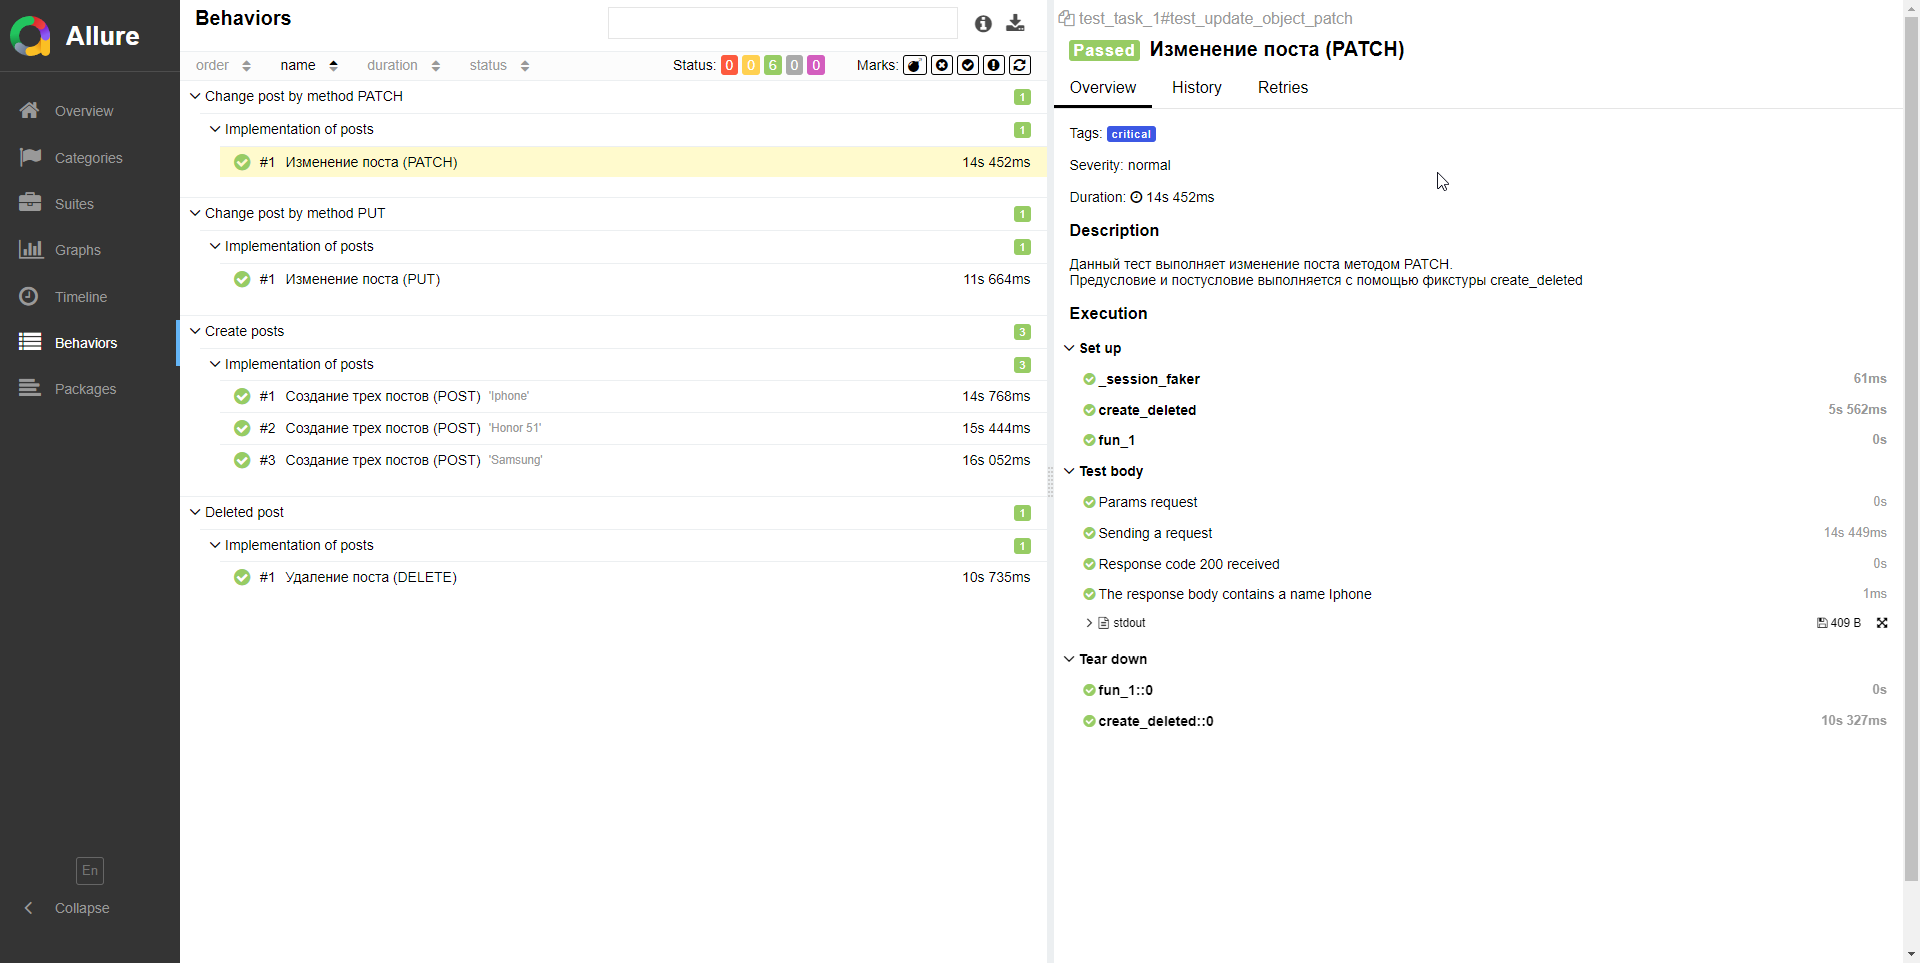 Allure
Overview
Categories
Suites
Graphs
Timeline
Behaviors
Packages
En
Collapse
Behaviors
order name duration status Status: 0 0 6 0 0 Marks:
Change post by method PATCH 1
Implementation of posts 1
#1 Изменение поста (PATCH) 14s 452ms
Change post by method PUT 1
Implementation of posts 1
#1 Изменение поста (PUT) 11s 664ms
Create posts 3
Implementation of posts 3
#1 Создание трех постов (POST) 'Iphone' 14s 768ms
#2 Создание трех постов (POST) 'Honor 51' 15s 444ms
#3 Создание трех постов (POST) 'Samsung' 16s 052ms
Deleted post 1
Implementation of posts 1
#1 Удаление поста (DELETE) 10s 735ms
test_task_1#test_update_object_patch
Passed Изменение поста (PATCH)
Overview History Retries
Tags: critical
Severity: normal
Duration: 14s 452ms
Description
Данный тест выполняет изменение поста методом PATCH.
Предусловие и постусловие выполняется с помощью фикстуры create_deleted
Execution
Set up
_session_faker 61ms
create_deleted 5s 562ms
fun_1 0s
Test body
Params request 0s
Sending a request 14s 449ms
Response code 200 received 0s
The response body contains a name Iphone 1ms
stdout 409 B
Tear down
fun_1::0 0s
create_deleted::0 10s 327ms